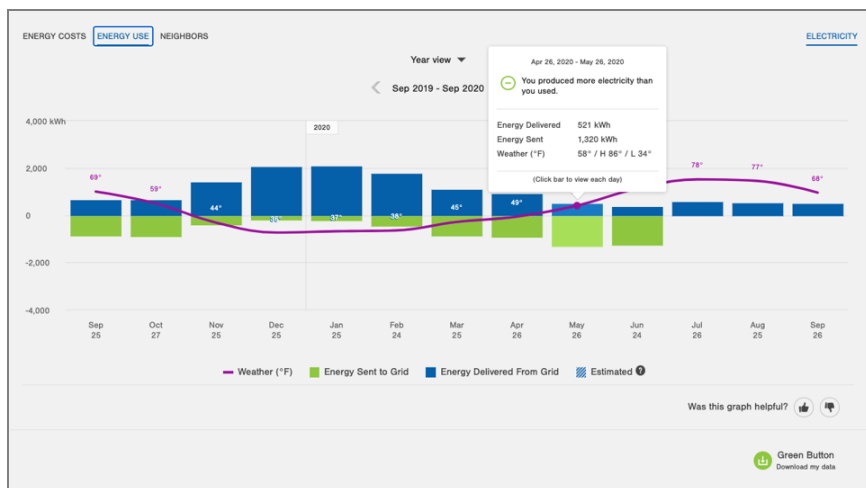 ENERGY COSTS ENERGY USE NEIGHBORS ELECTRICITY
Year view
Sep 2019 - Sep 2020
Apr 26, 2020 - May 26, 2020
You produced more electricity than
you used.
Energy Delivered 521 kWh
Energy Sent 1,320 kWh
Weather (°F) 58° / H 86° / L 34°
(Click bar to view each day)
4,000 kWh
2020
2,000
69° 59° 44° 37° 36° 45° 49° 78° 77° 68°
0
-2,000
-4,000
Sep Oct Nov Dec Jan Feb Mar Apr May Jun Jul Aug Sep
25 27 25 25 25 24 25 26 26 24 26 25 26
Weather (°F) Energy Sent to Grid Energy Delivered From Grid Estimated ?
Was this graph helpful?
Green Button
Download my data